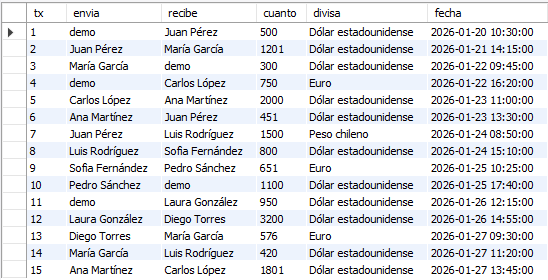 tx envia recibe cuanto divisa fecha
1 demo Juan Pérez 500 Dólar estadounidense 2026-01-20 10:30:00
2 Juan Pérez María García 1201 Dólar estadounidense 2026-01-21 14:15:00
3 María García demo 300 Dólar estadounidense 2026-01-22 09:45:00
4 demo Carlos López 750 Euro 2026-01-22 16:20:00
5 Carlos López Ana Martínez 2000 Dólar estadounidense 2026-01-23 11:00:00
6 Ana Martínez Juan Pérez 451 Dólar estadounidense 2026-01-23 13:30:00
7 Juan Pérez Luis Rodríguez 1500 Peso chileno 2026-01-24 08:50:00
8 Luis Rodríguez Sofia Fernández 800 Dólar estadounidense 2026-01-24 15:10:00
9 Sofia Fernández Pedro Sánchez 651 Euro 2026-01-25 10:25:00
10 Pedro Sánchez demo 1100 Dólar estadounidense 2026-01-25 17:40:00
11 demo Laura González 950 Dólar estadounidense 2026-01-26 12:15:00
12 Laura González Diego Torres 3200 Dólar estadounidense 2026-01-26 14:55:00
13 Diego Torres María García 576 Euro 2026-01-27 09:30:00
14 María García Luis Rodríguez 420 Dólar estadounidense 2026-01-27 11:20:00
15 Ana Martínez Carlos López 1801 Dólar estadounidense 2026-01-27 13:45:00